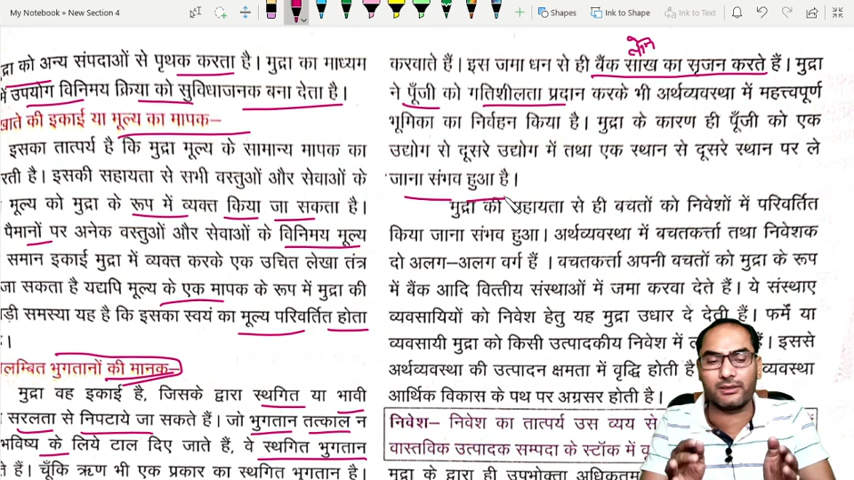 My Notebook » New Section 4
Shapes
Ink to Shape
Ink to Text
को अन्य संपदाओं से पृथक करता है। मुद्रा का माध्यम
उपयोग विनिमय क्रिया को सुविधाजनक बना देता है।
खाते की इकाई या मूल्य का मापक–
इसका तात्पर्य है कि मुद्रा मूल्य के सामान्य मापक का
रती है। इसकी सहायता से सभी वस्तुओं और सेवाओं के
मूल्य को मुद्रा के रूप में व्यक्त किया जा सकता है।
पैमानों पर अनेक वस्तुओं और सेवाओं के विनिमय मूल्य
समान इकाई मुद्रा में व्यक्त करके एक उचित लेखा तंत्र
जा सकता है यद्यपि मूल्य के एक मापक के रूप में मुद्रा की
ड़ी समस्या यह है कि इसका स्वयं का मूल्य परिवर्तित होता
है।
लम्बित भुगतानों की मानक–
मुद्रा वह इकाई है, जिसके द्वारा स्थगित या भावी
सरलता से निपटाये जा सकते हैं। जो भुगतान तत्काल न
भविष्य के लिये टाल दिए जाते हैं, वे स्थगित भुगतान
हैं। चूँकि ऋण भी एक प्रकार का स्थगित भुगतान है।
लोन
करवाते हैं। इस जमा धन से ही बैंक साख का सृजन करते हैं। मुद्रा
ने पूँजी को गतिशीलता प्रदान करके भी अर्थव्यवस्था में महत्त्वपूर्ण
भूमिका का निर्वहन किया है। मुद्रा के कारण ही पूँजी को एक
उद्योग से दूसरे उद्योग में तथा एक स्थान से दूसरे स्थान पर ले
जाना संभव हुआ है।
मुद्रा की सहायता से ही बचतों को निवेशों में परिवर्तित
किया जाना संभव हुआ। अर्थव्यवस्था में बचतकर्त्ता तथा निवेशक
दो अलग–अलग वर्ग हैं । बचतकर्त्ता अपनी बचतों को मुद्रा के रूप
में बैंक आदि वित्तीय संस्थाओं में जमा करवा देते हैं। ये संस्थाए
व्यवसायियों को निवेश हेतु यह मुद्रा उधार दे देती हैं। फर्में या
व्यवसायी मुद्रा को किसी उत्पादकीय निवेश में हैं। इससे
अर्थव्यवस्था की उत्पादन क्षमता में वृद्धि होती व्यवस्था
आर्थिक विकास के पथ पर अग्रसर होती है।
निवेश– निवेश का तात्पर्य उस व्यय से
वास्तविक उत्पादक सम्पदा के स्टॉक में
मुद्रा के द्वारा ही उपभोक्ता अधिकतम